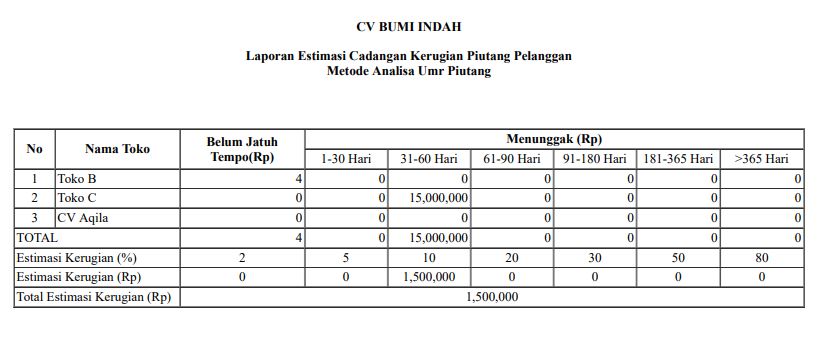 CV BUMI INDAH
Laporan Estimasi Cadangan Kerugian Piutang Pelanggan
Metode Analisa Umr Piutang
No Nama Toko Belum Jatuh Tempo(Rp) Menunggak (Rp)
1-30 Hari 31-60 Hari 61-90 Hari 91-180 Hari 181-365 Hari >365 Hari
1 Toko B 4 0 0 0 0 0 0
2 Toko C 0 0 15,000,000 0 0 0 0
3 CV Aqila 0 0 0 0 0 0 0
TOTAL 4 0 15,000,000 0 0 0 0
Estimasi Kerugian (%) 2 5 10 20 30 50 80
Estimasi Kerugian (Rp) 0 0 1,500,000 0 0 0 0
Total Estimasi Kerugian (Rp) 1,500,000